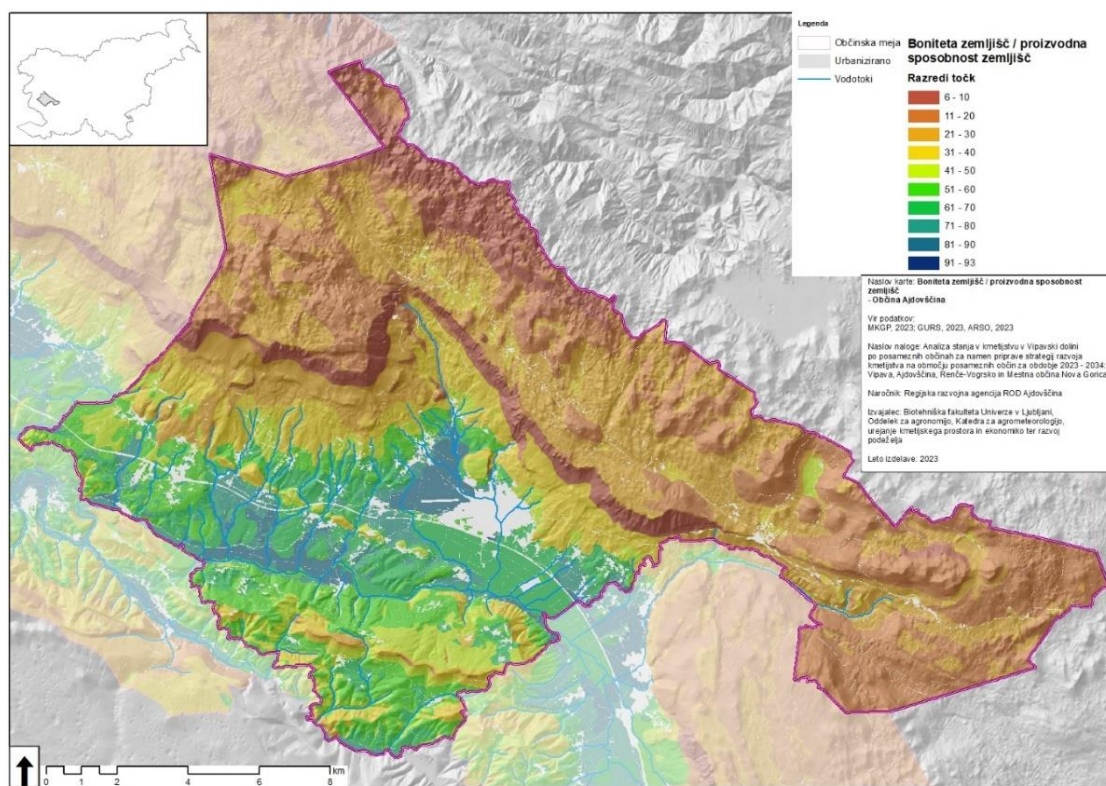 Legenda
Občinska meja
Urbanizirano
Vodotoki
Boniteta zemljišč / proizvodna
sposobnost zemljišč
Razredi točk
6 - 10
11 - 20
21 - 30
31 - 40
41 - 50
51 - 60
61 - 70
71 - 80
81 - 90
91 - 93
Naslov karte: Boniteta zemljišč / proizvodna sposobnost
zemljišč
- Občina Ajdovščina
Vir podatkov:
MKGP, 2023; GURS, 2023, ARSO, 2023
Naslov naloge: Analiza stanja v kmetijstvu v Vipavski dolini
po posameznih občinah za namen priprave strategij razvoja
kmetijstva na območju posameznih občin za obdobje 2023 - 2034:
Vipava, Ajdovščina, Renče-Vogrsko in Mestna občina Nova Gorica
Naročnik: Regijska razvojna agencija ROD Ajdovščina
Izvajalec: Biotehniška fakulteta Univerze v Ljubljani,
Oddelek za agronomijo, Katedra za agrometeorologijo,
urejanje kmetijskega prostora in ekonomiko ter razvoj
podeželja
Leto izdelave: 2023
0 1 2 4 6 8
km